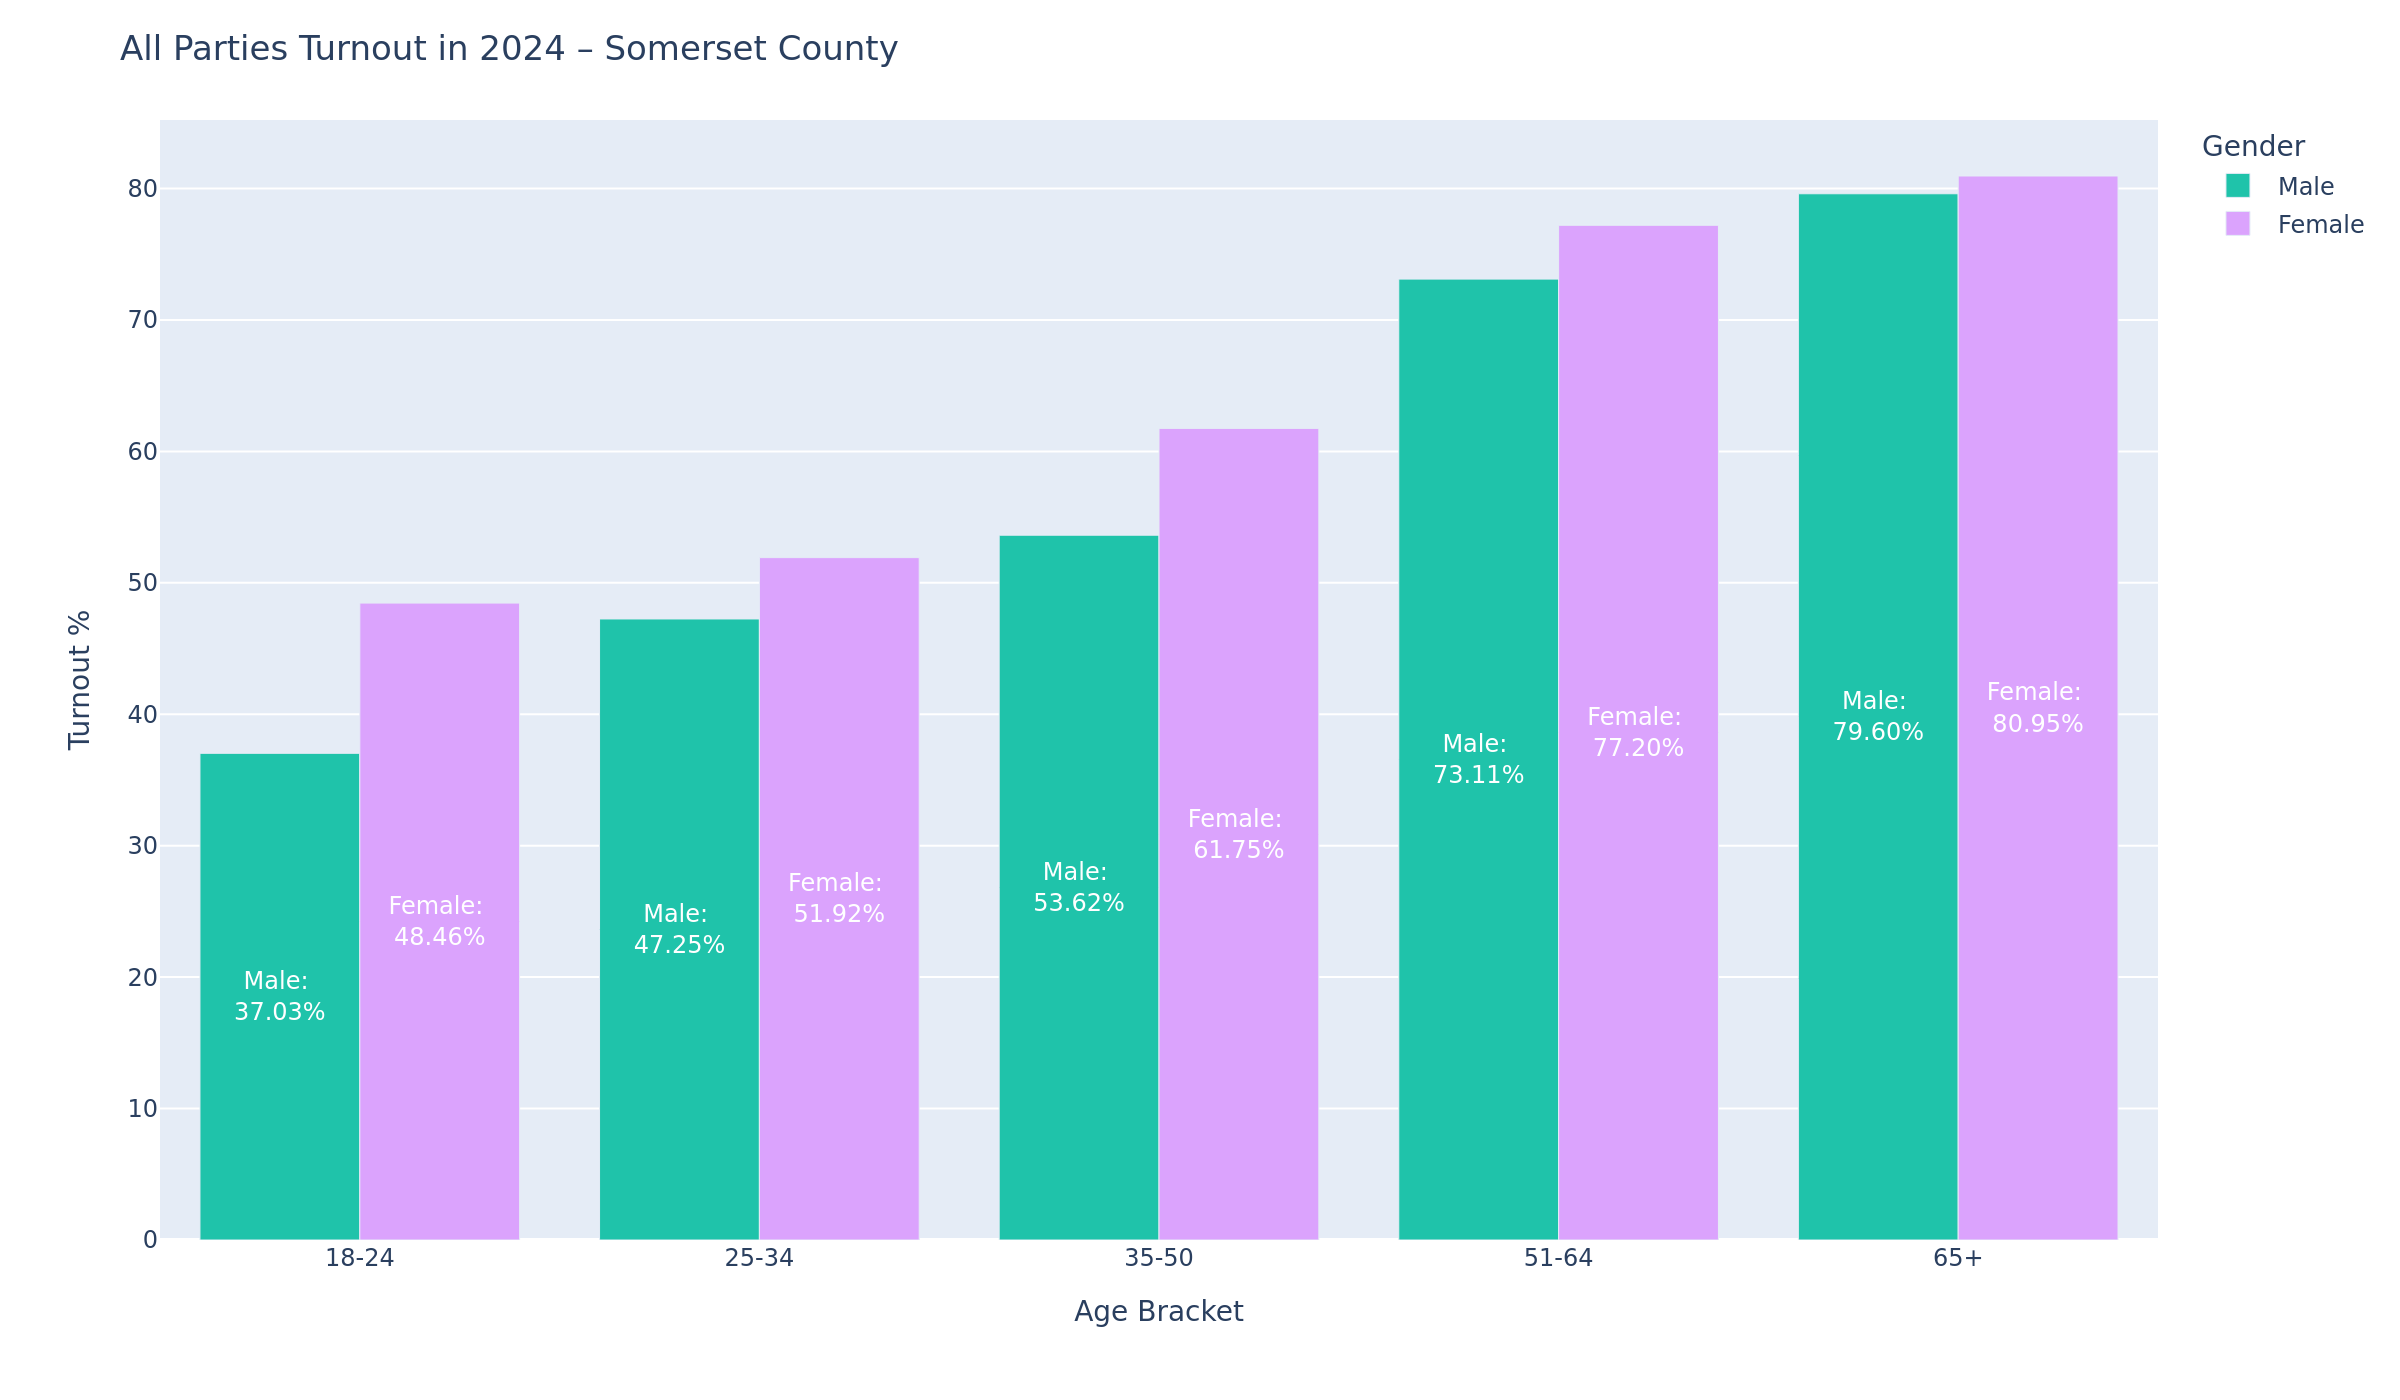 All Parties Turnout in 2024 – Somerset County
Gender
Male
Female
80
70
60
50
40
30
20
10
0
Turnout %
Male:
37.03%
Female:
48.46%
Male:
47.25%
Female:
51.92%
Male:
53.62%
Female:
61.75%
Male:
73.11%
Female:
77.20%
Male:
79.60%
Female:
80.95%
18-24
25-34
35-50
51-64
65+
Age Bracket